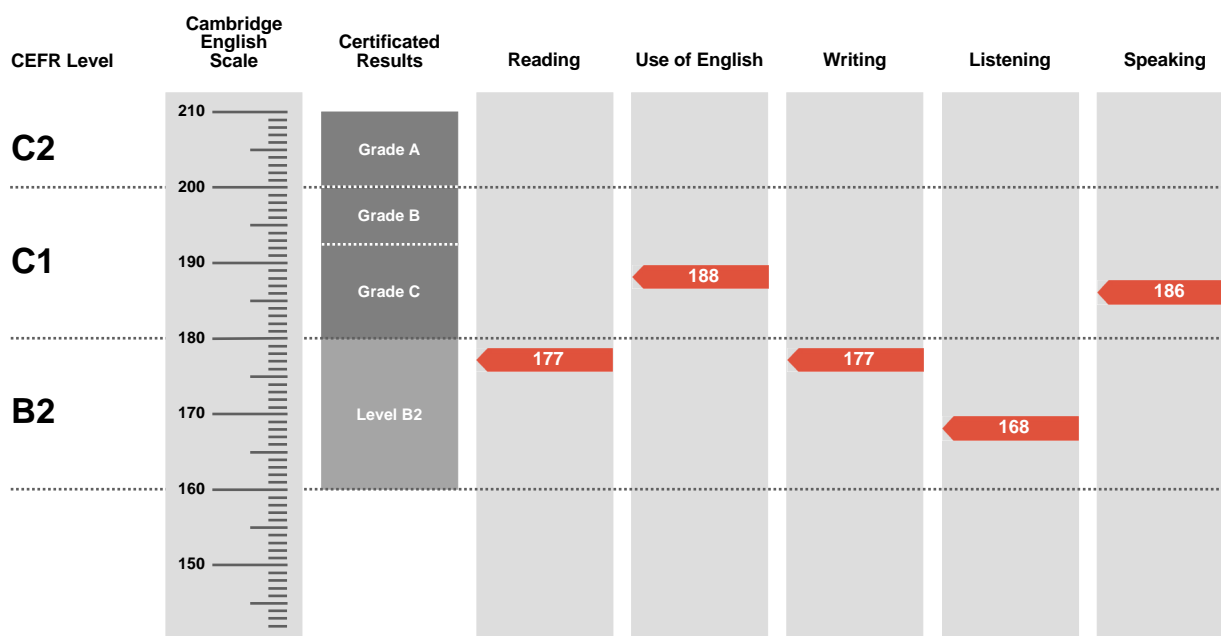 CEFR Level
Cambridge
English
Scale
Certificated
Results
Reading
Use of English
Writing
Listening
Speaking
210
C2
Grade A
200
Grade B
C1
190
188
Grade C
186
180
177
177
B2
170
Level B2
168
160
150